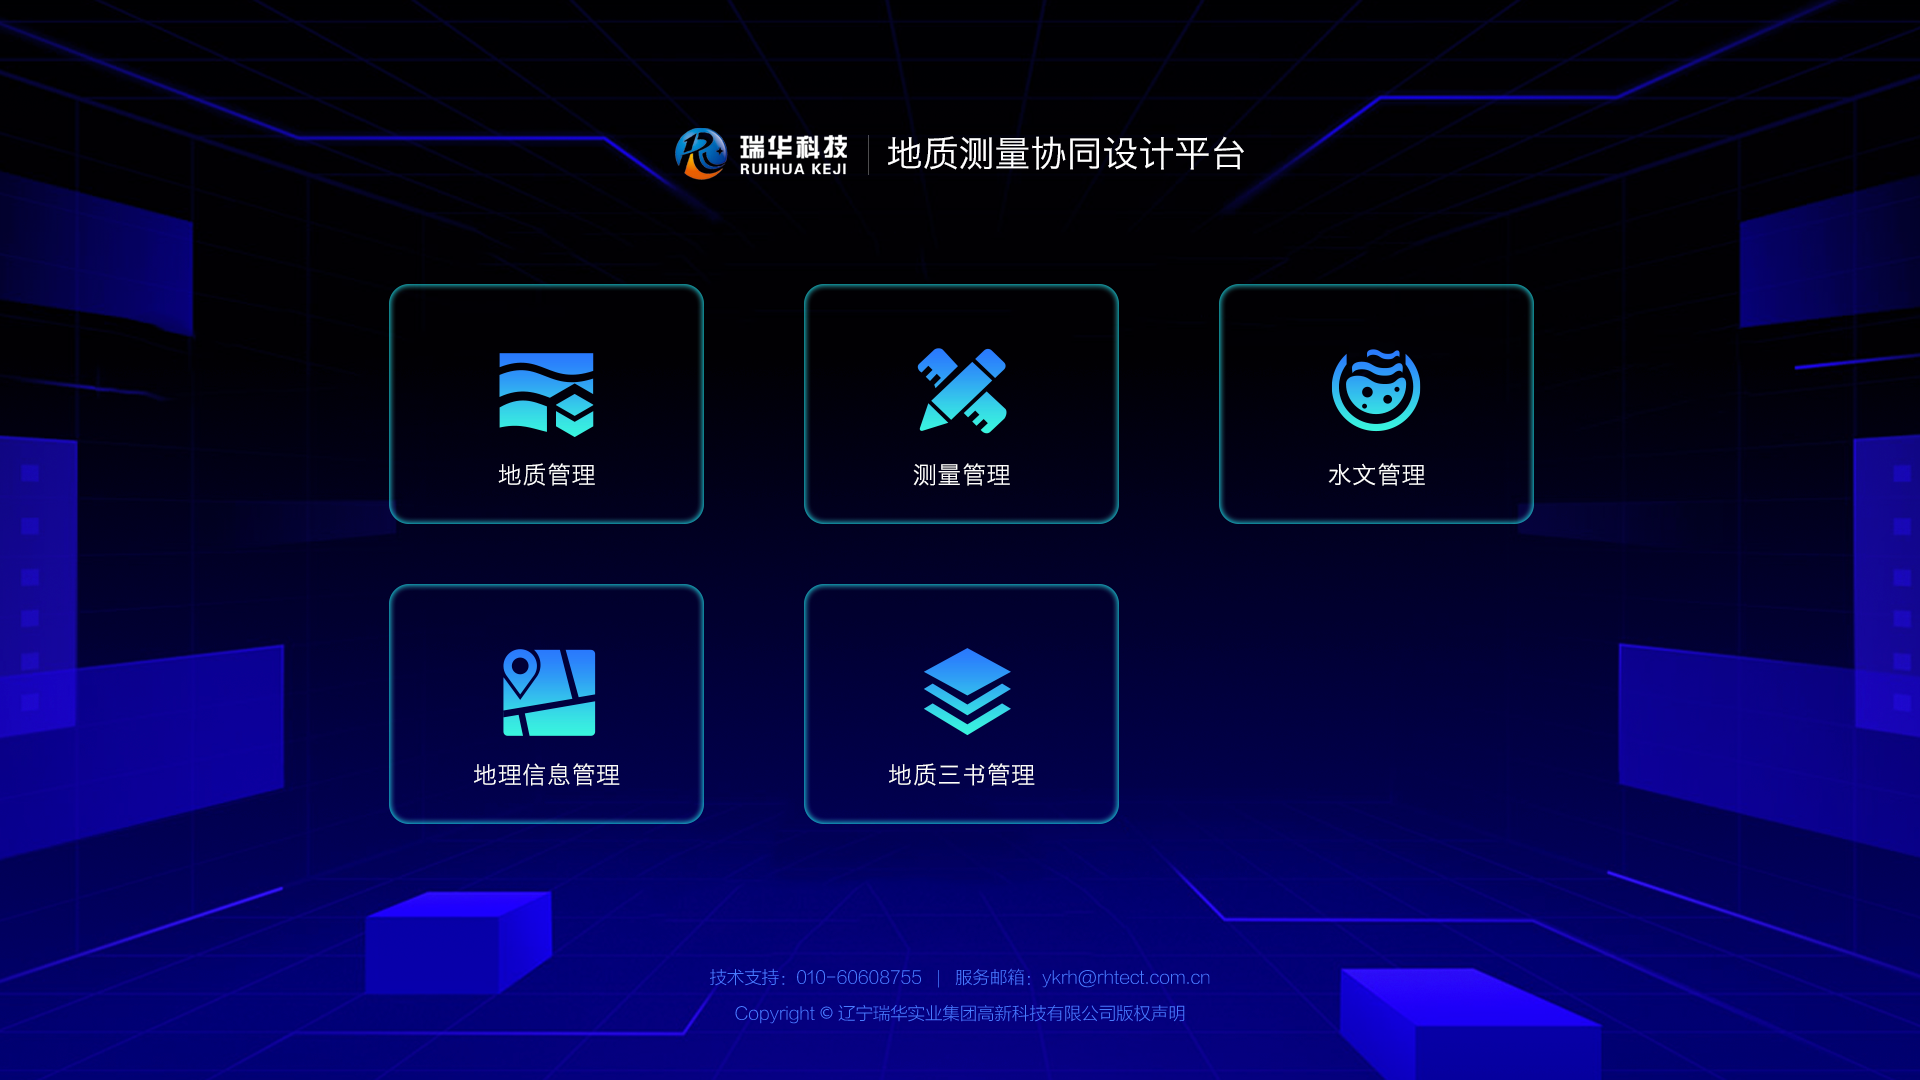 瑞华科技
RUIHUA KEJI
地质测量协同设计平台
地质管理
测量管理
水文管理
地理信息管理
地质三书管理
技术支持：010-60608755 | 服务邮箱：ykrh@rhtect.com.cn
Copyright © 辽宁瑞华实业集团高新科技有限公司版权声明